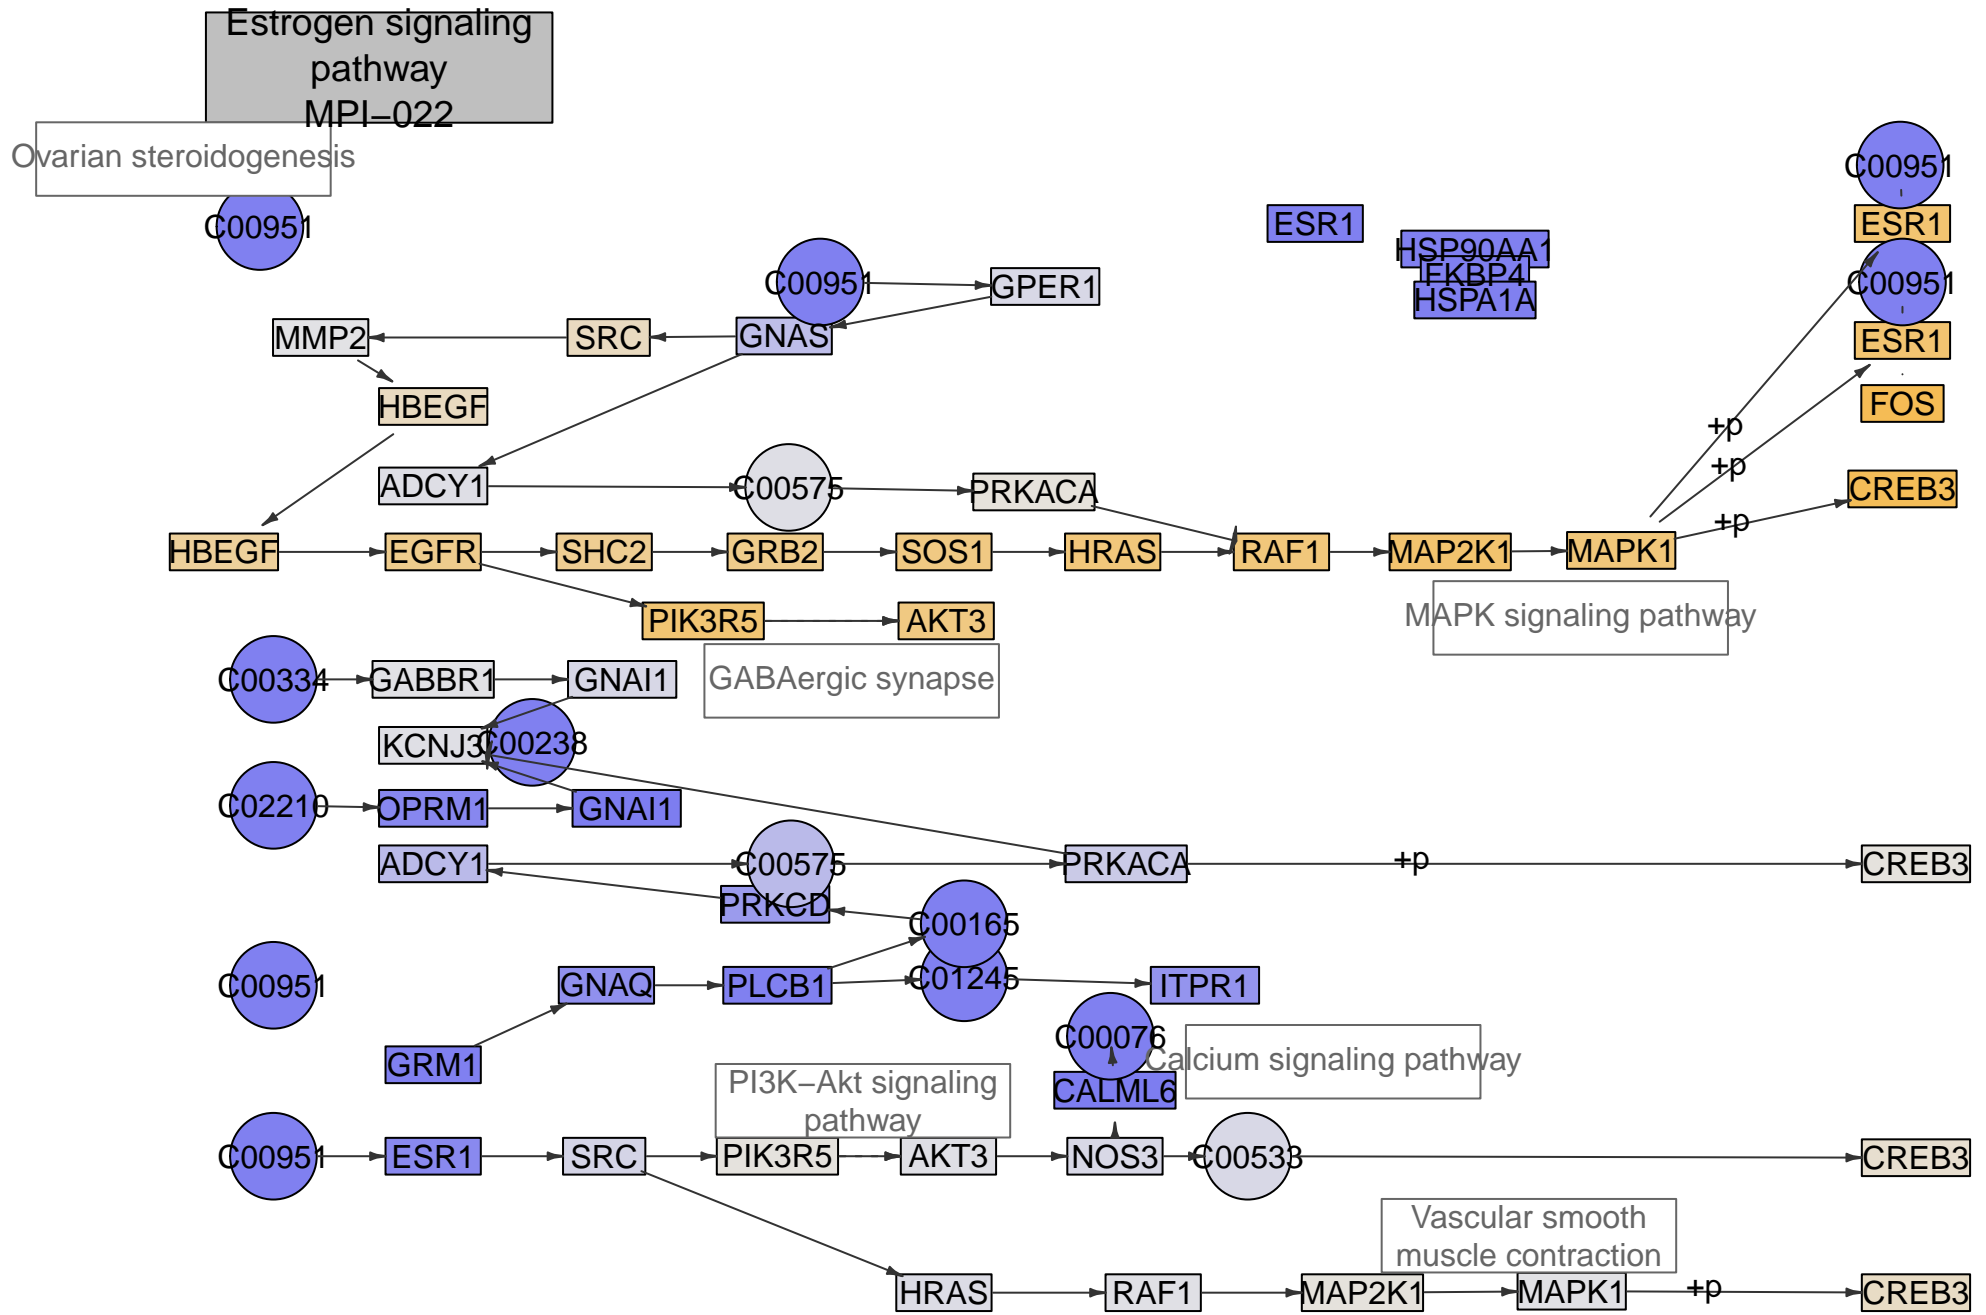 Estrogen signaling
pathway
MPI−022
Ovarian steroidogenesis
C00951
C00951
ESR1
C00951
ESR1
HSP90AA1
FKBP4
HSPA1A
C00951
GPER1
C00951
MMP2
SRC
GNAS
ESR1
HBEGF
FOS
+p
+p
ADCY1
C00575
PRKACA
CREB3
+p
HBEGF
EGFR
SHC2
GRB2
SOS1
HRAS
RAF1
MAP2K1
MAPK1
PIK3R5
AKT3
MAPK signaling pathway
C00334
GABBR1
GNAI1
GABAergic synapse
KCNJ3
C00238
C02210
OPRM1
GNAI1
ADCY1
C00575
PRKACA
+p
CREB3
PRKCD
C00165
C00951
GNAQ
PLCB1
C01245
ITPR1
C00076
Calcium signaling pathway
GRM1
CALML6
PI3K−Akt signaling
pathway
C00951
ESR1
SRC
PIK3R5
AKT3
NOS3
C00533
CREB3
Vascular smooth
muscle contraction
HRAS
RAF1
MAP2K1
MAPK1
+p
CREB3